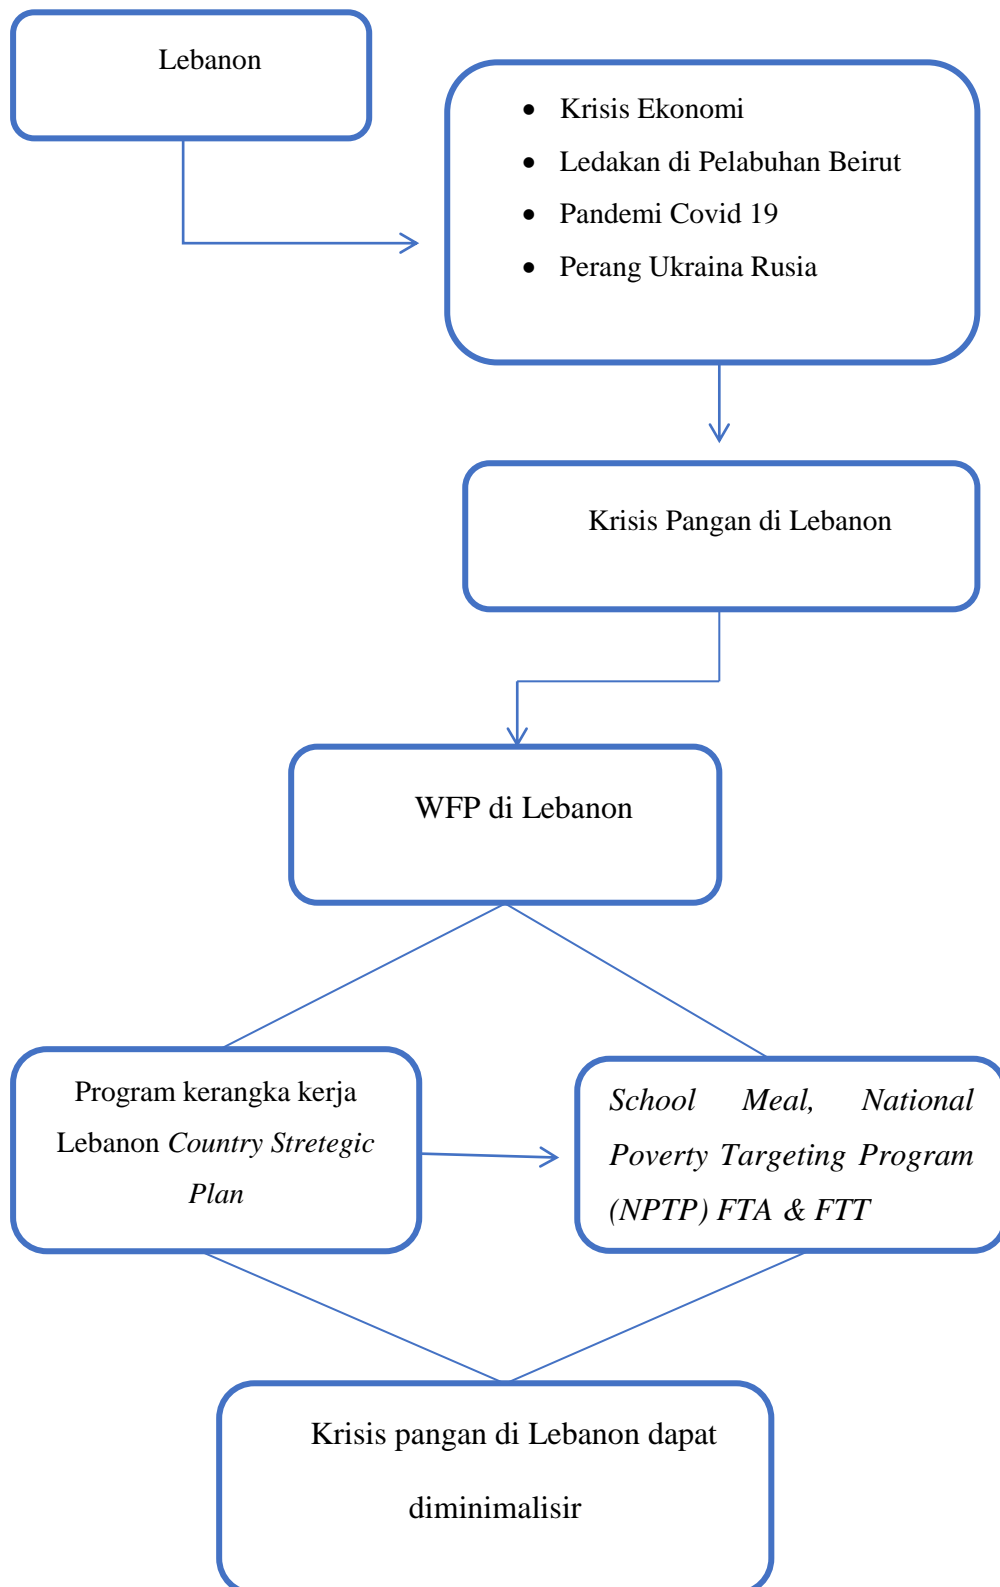 Lebanon
• Krisis Ekonomi
• Ledakan di Pelabuhan Beirut
• Pandemi Covid 19
• Perang Ukraina Rusia
Krisis Pangan di Lebanon
WFP di Lebanon
Program kerangka kerja
Lebanon Country Stretegic
Plan
School Meal, National
Poverty Targeting Program
(NPTP) FTA & FTT
Krisis pangan di Lebanon dapat
diminimalisir